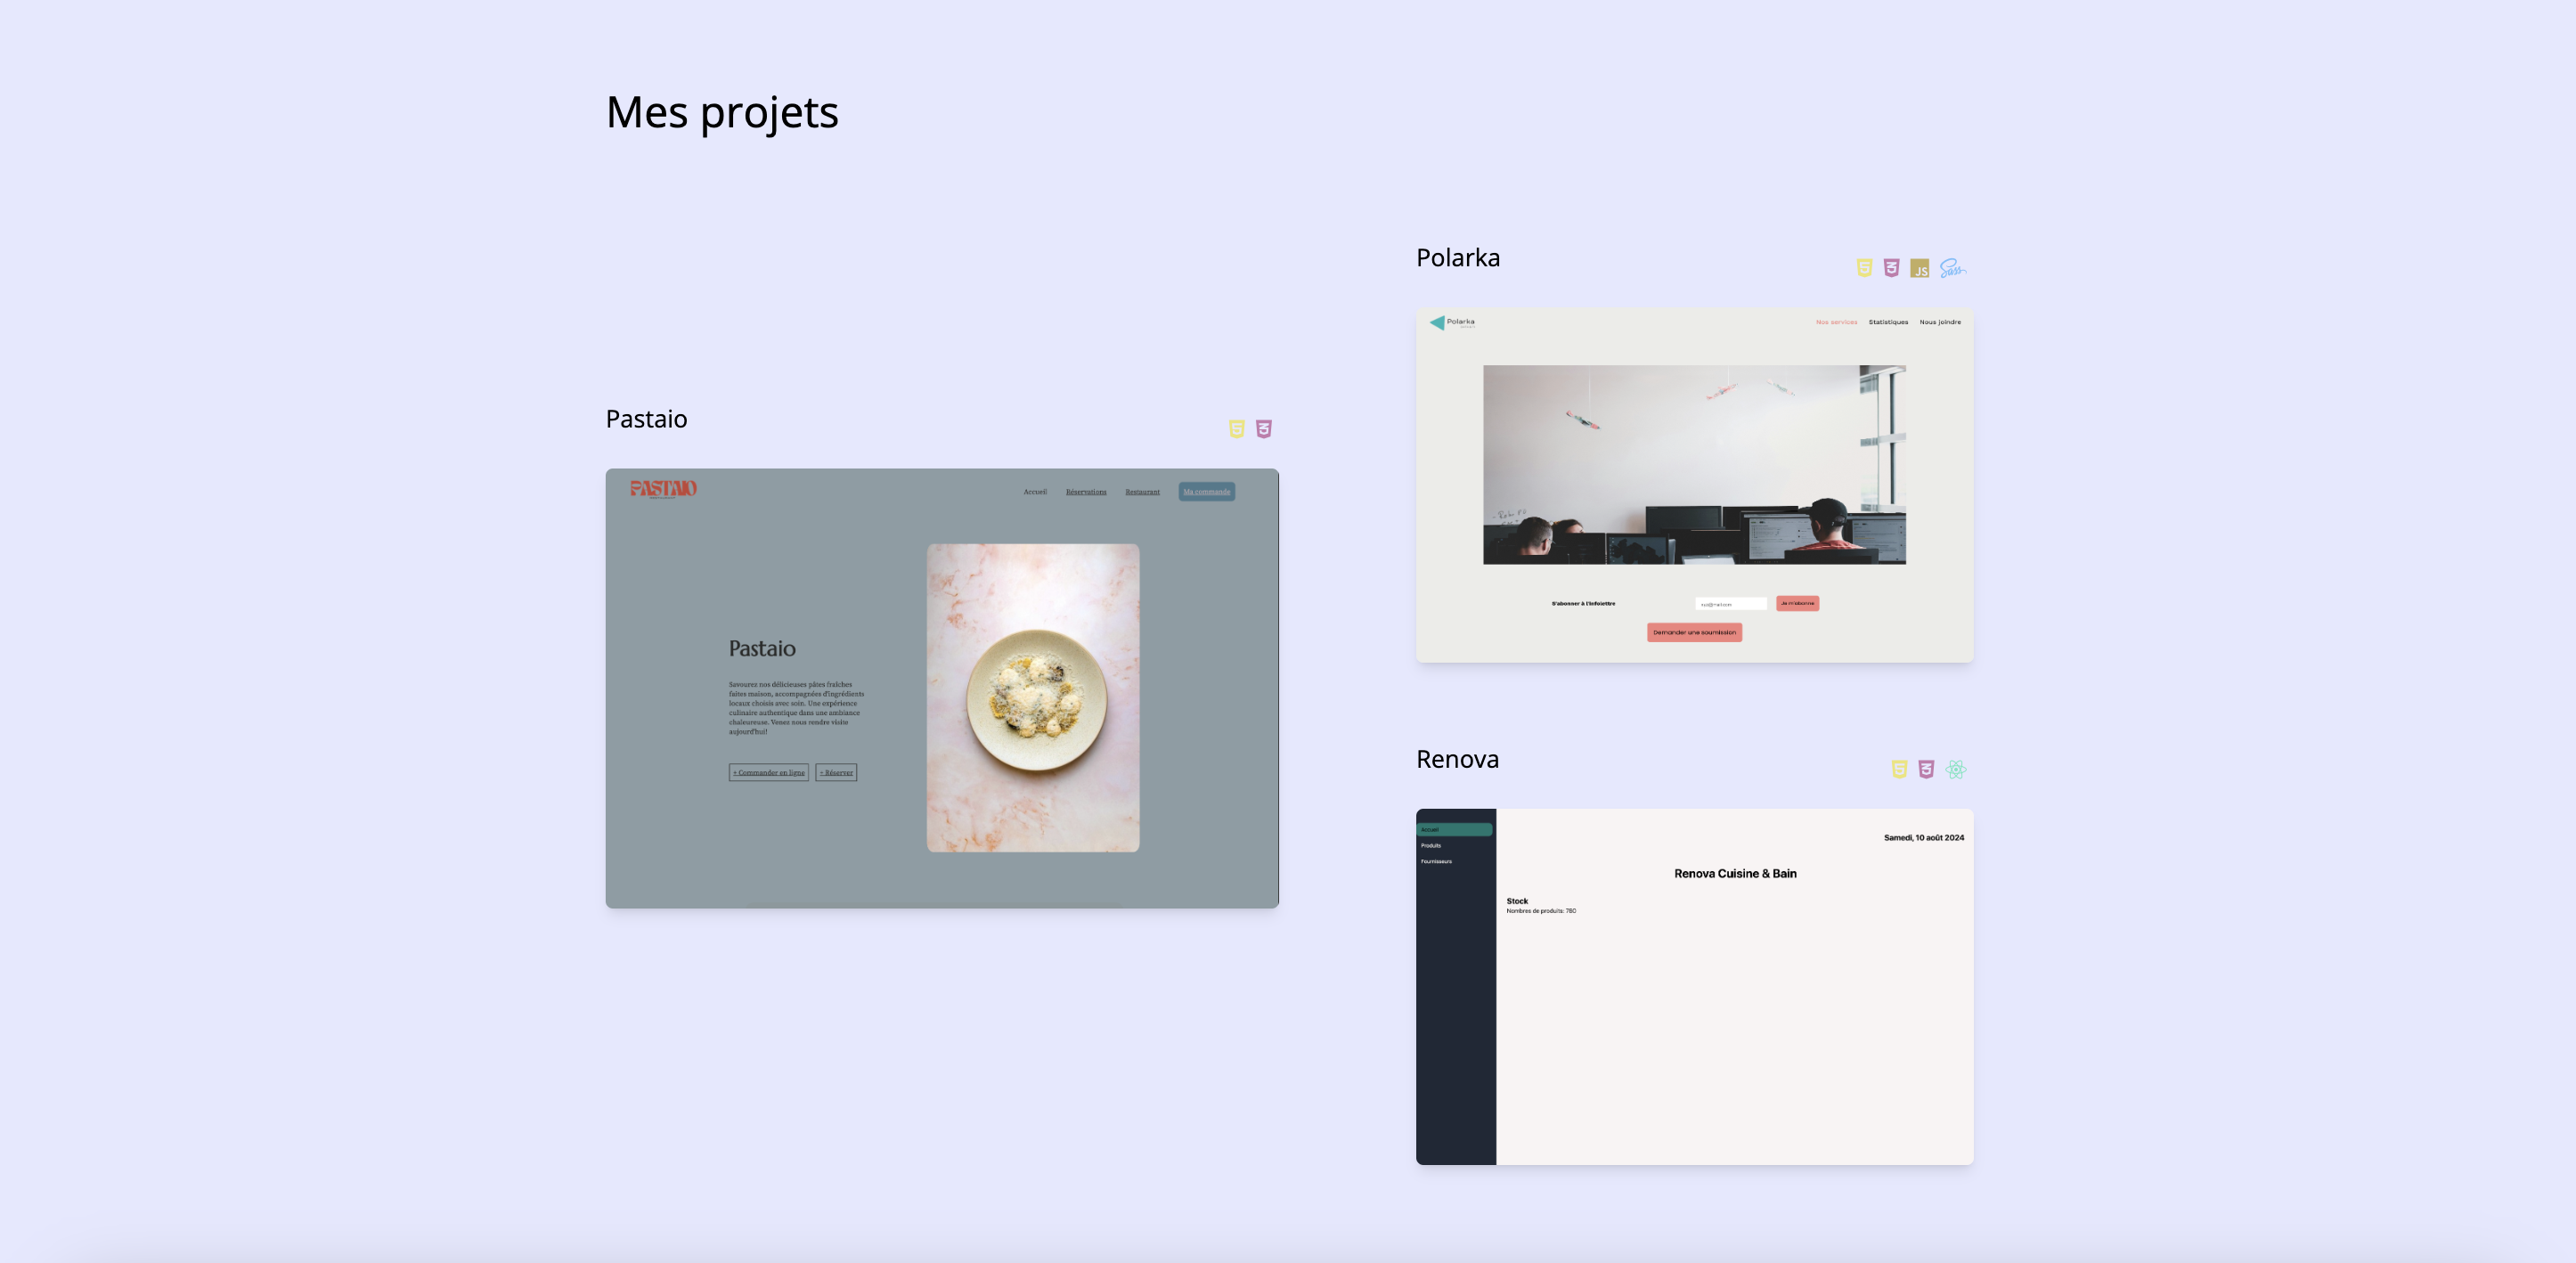 Mes projets
Pastaio
PASTAIO
Accueil
Réservations
Restaurant
Ma commande
Pastaio
Savourez nos délicieuses pâtes fraîches
faites maison, accompagnées d'ingrédients
locaux choisis avec soin. Une expérience
culinaire authentique dans une ambiance
chaleureuse. Venez nous rendre visite
aujourd'hui!
+ Commander en ligne
+ Réserver
Polarka
JS
Sass
Polarka
Nos services
Statistiques
Nous joindre
S'abonner à l'infolettre
Je m'abonne
Demander une soumission
Renova
Accueil
Produits
Fournisseurs
Samedi, 10 août 2024
Renova Cuisine & Bain
Stock
Nombres de produits: 780